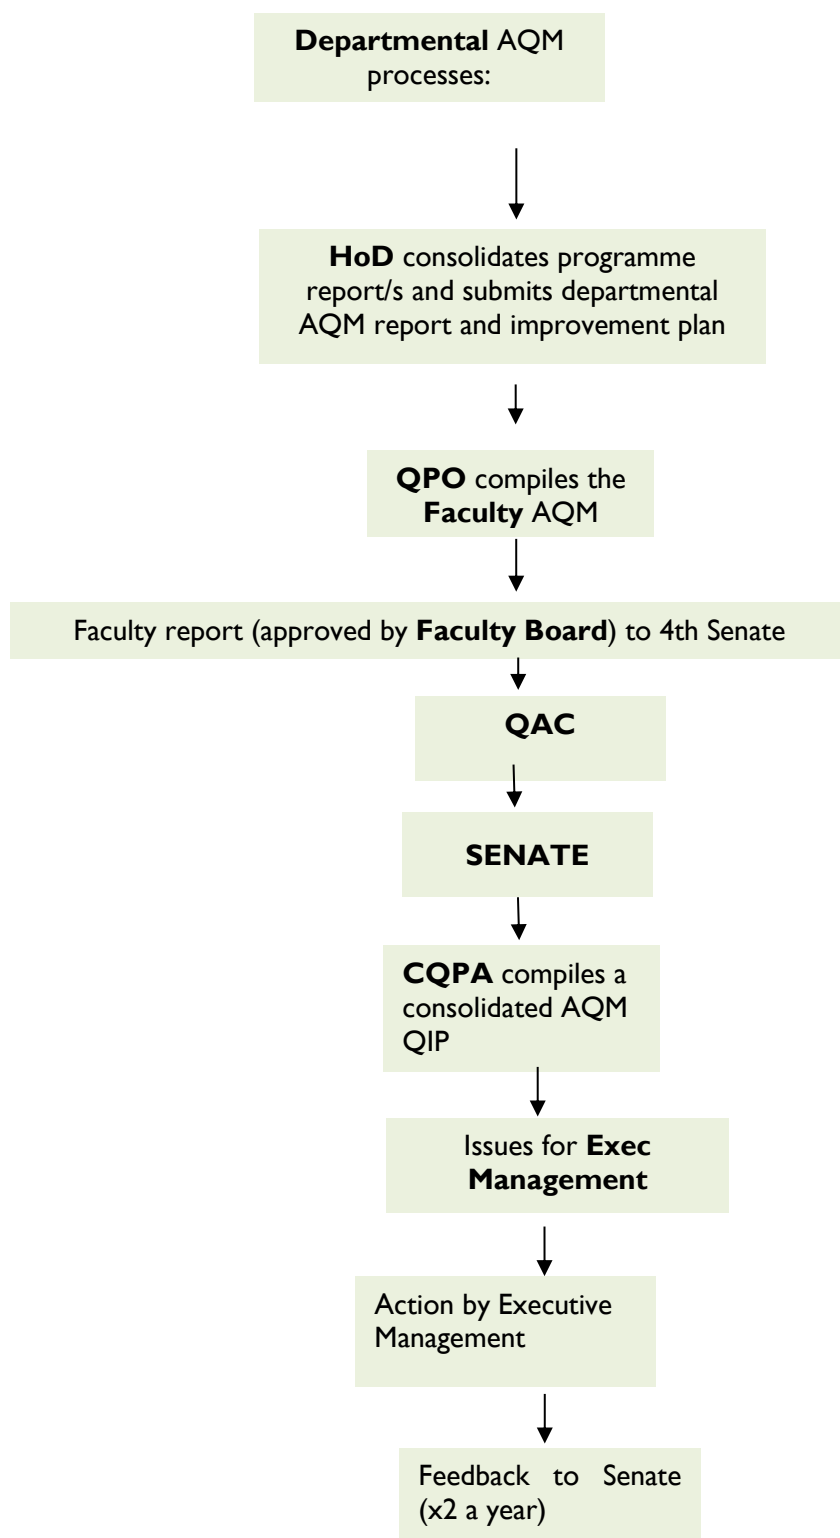 Departmental AQM
processes:
HoD consolidates programme
report/s and submits departmental
AQM report and improvement plan
QPO compiles the
Faculty AQM
Faculty report (approved by Faculty Board) to 4th Senate
QAC
SENATE
CQPA compiles a
consolidated AQM
QIP
Issues for Exec
Management
Action by Executive
Management
Feedback to Senate
(x2 a year)